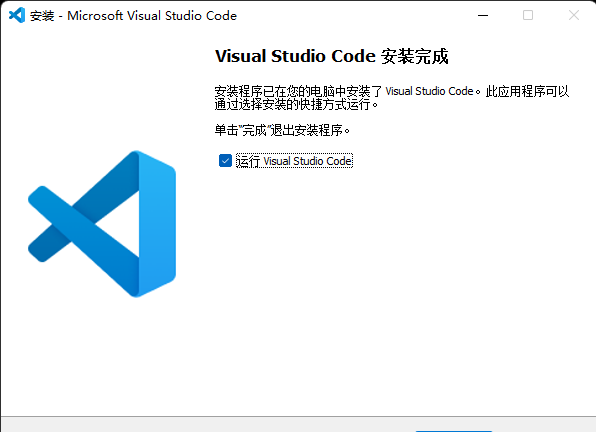 安装 - Microsoft Visual Studio Code
Visual Studio Code 安装完成
安装程序已在您的电脑中安装了 Visual Studio Code。此应用程序可以
通过选择安装的快捷方式运行。
单击“完成”退出安装程序。
运行 Visual Studio Code